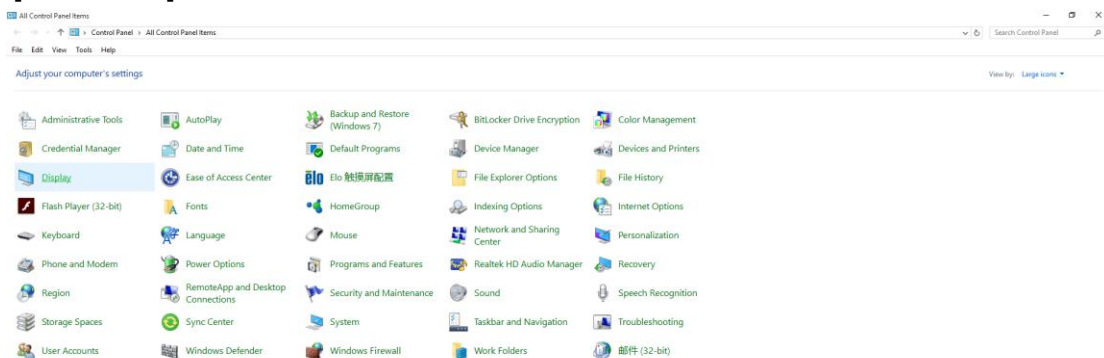 All Control Panel Items
Control Panel › All Control Panel Items
Search Control Panel
File Edit View Tools Help
Adjust your computer's settings
View by: Large icons
Administrative Tools
AutoPlay
Backup and Restore
(Windows 7)
BitLocker Drive Encryption
Color Management
Credential Manager
Date and Time
Default Programs
Device Manager
Devices and Printers
Display
Ease of Access Center
elo Elo 触摸屏配置
File Explorer Options
File History
Flash Player (32-bit)
Fonts
HomeGroup
Indexing Options
Internet Options
Keyboard
Language
Mouse
Network and Sharing
Center
Personalization
Phone and Modem
Power Options
Programs and Features
Realtek HD Audio Manager
Recovery
Region
RemoteApp and Desktop
Connections
Security and Maintenance
Sound
Speech Recognition
Storage Spaces
Sync Center
System
Taskbar and Navigation
Troubleshooting
User Accounts
Windows Defender
Windows Firewall
Work Folders
邮件 (32-bit)